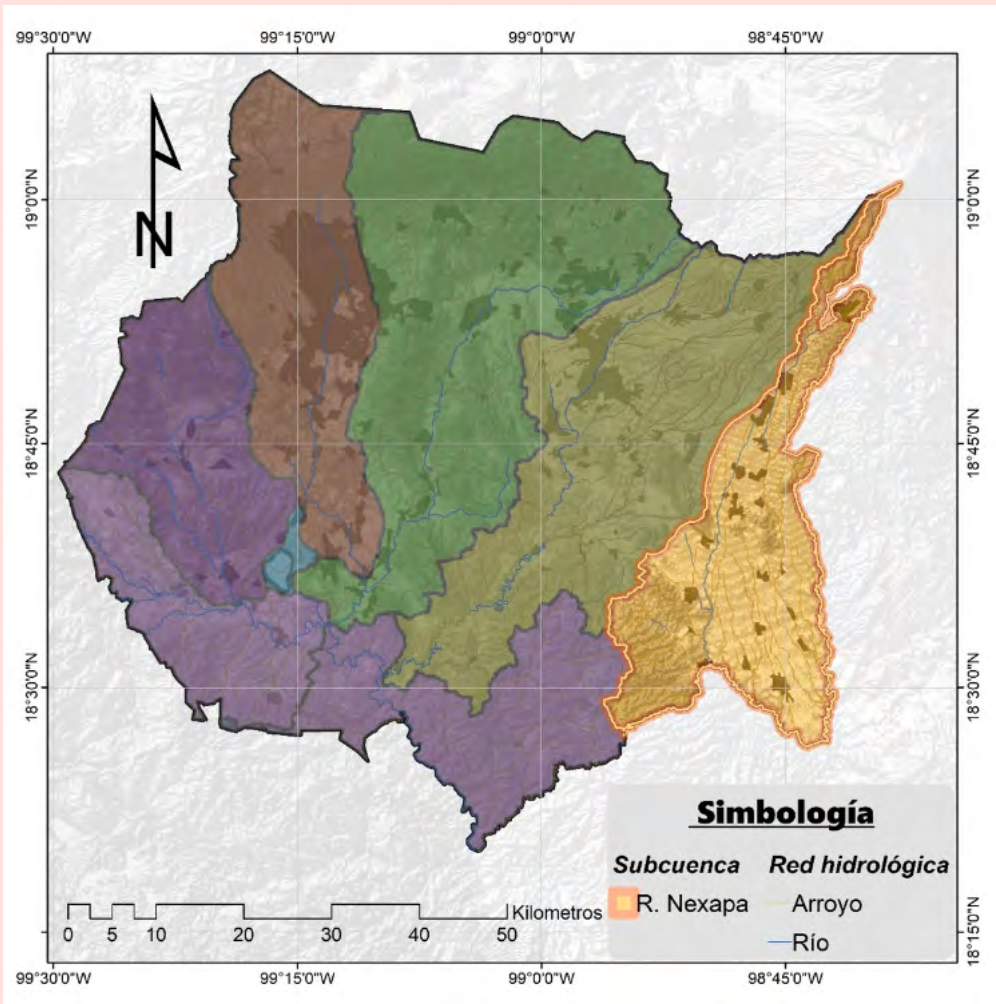 99°30'0"W 99°15'0"W 99°0'0"W 98°45'0"W
19°0'0"N 19°0'0"N
N
18°45'0"N 18°45'0"N
18°30'0"N 18°30'0"N
Simbología
Subcuenca Red hidrológica
R. Nexapa Arroyo
Río
Kilometros
0 5 10 20 30 40 50
18°15'0"N
99°30'0"W 99°15'0"W 99°0'0"W 98°45'0"W